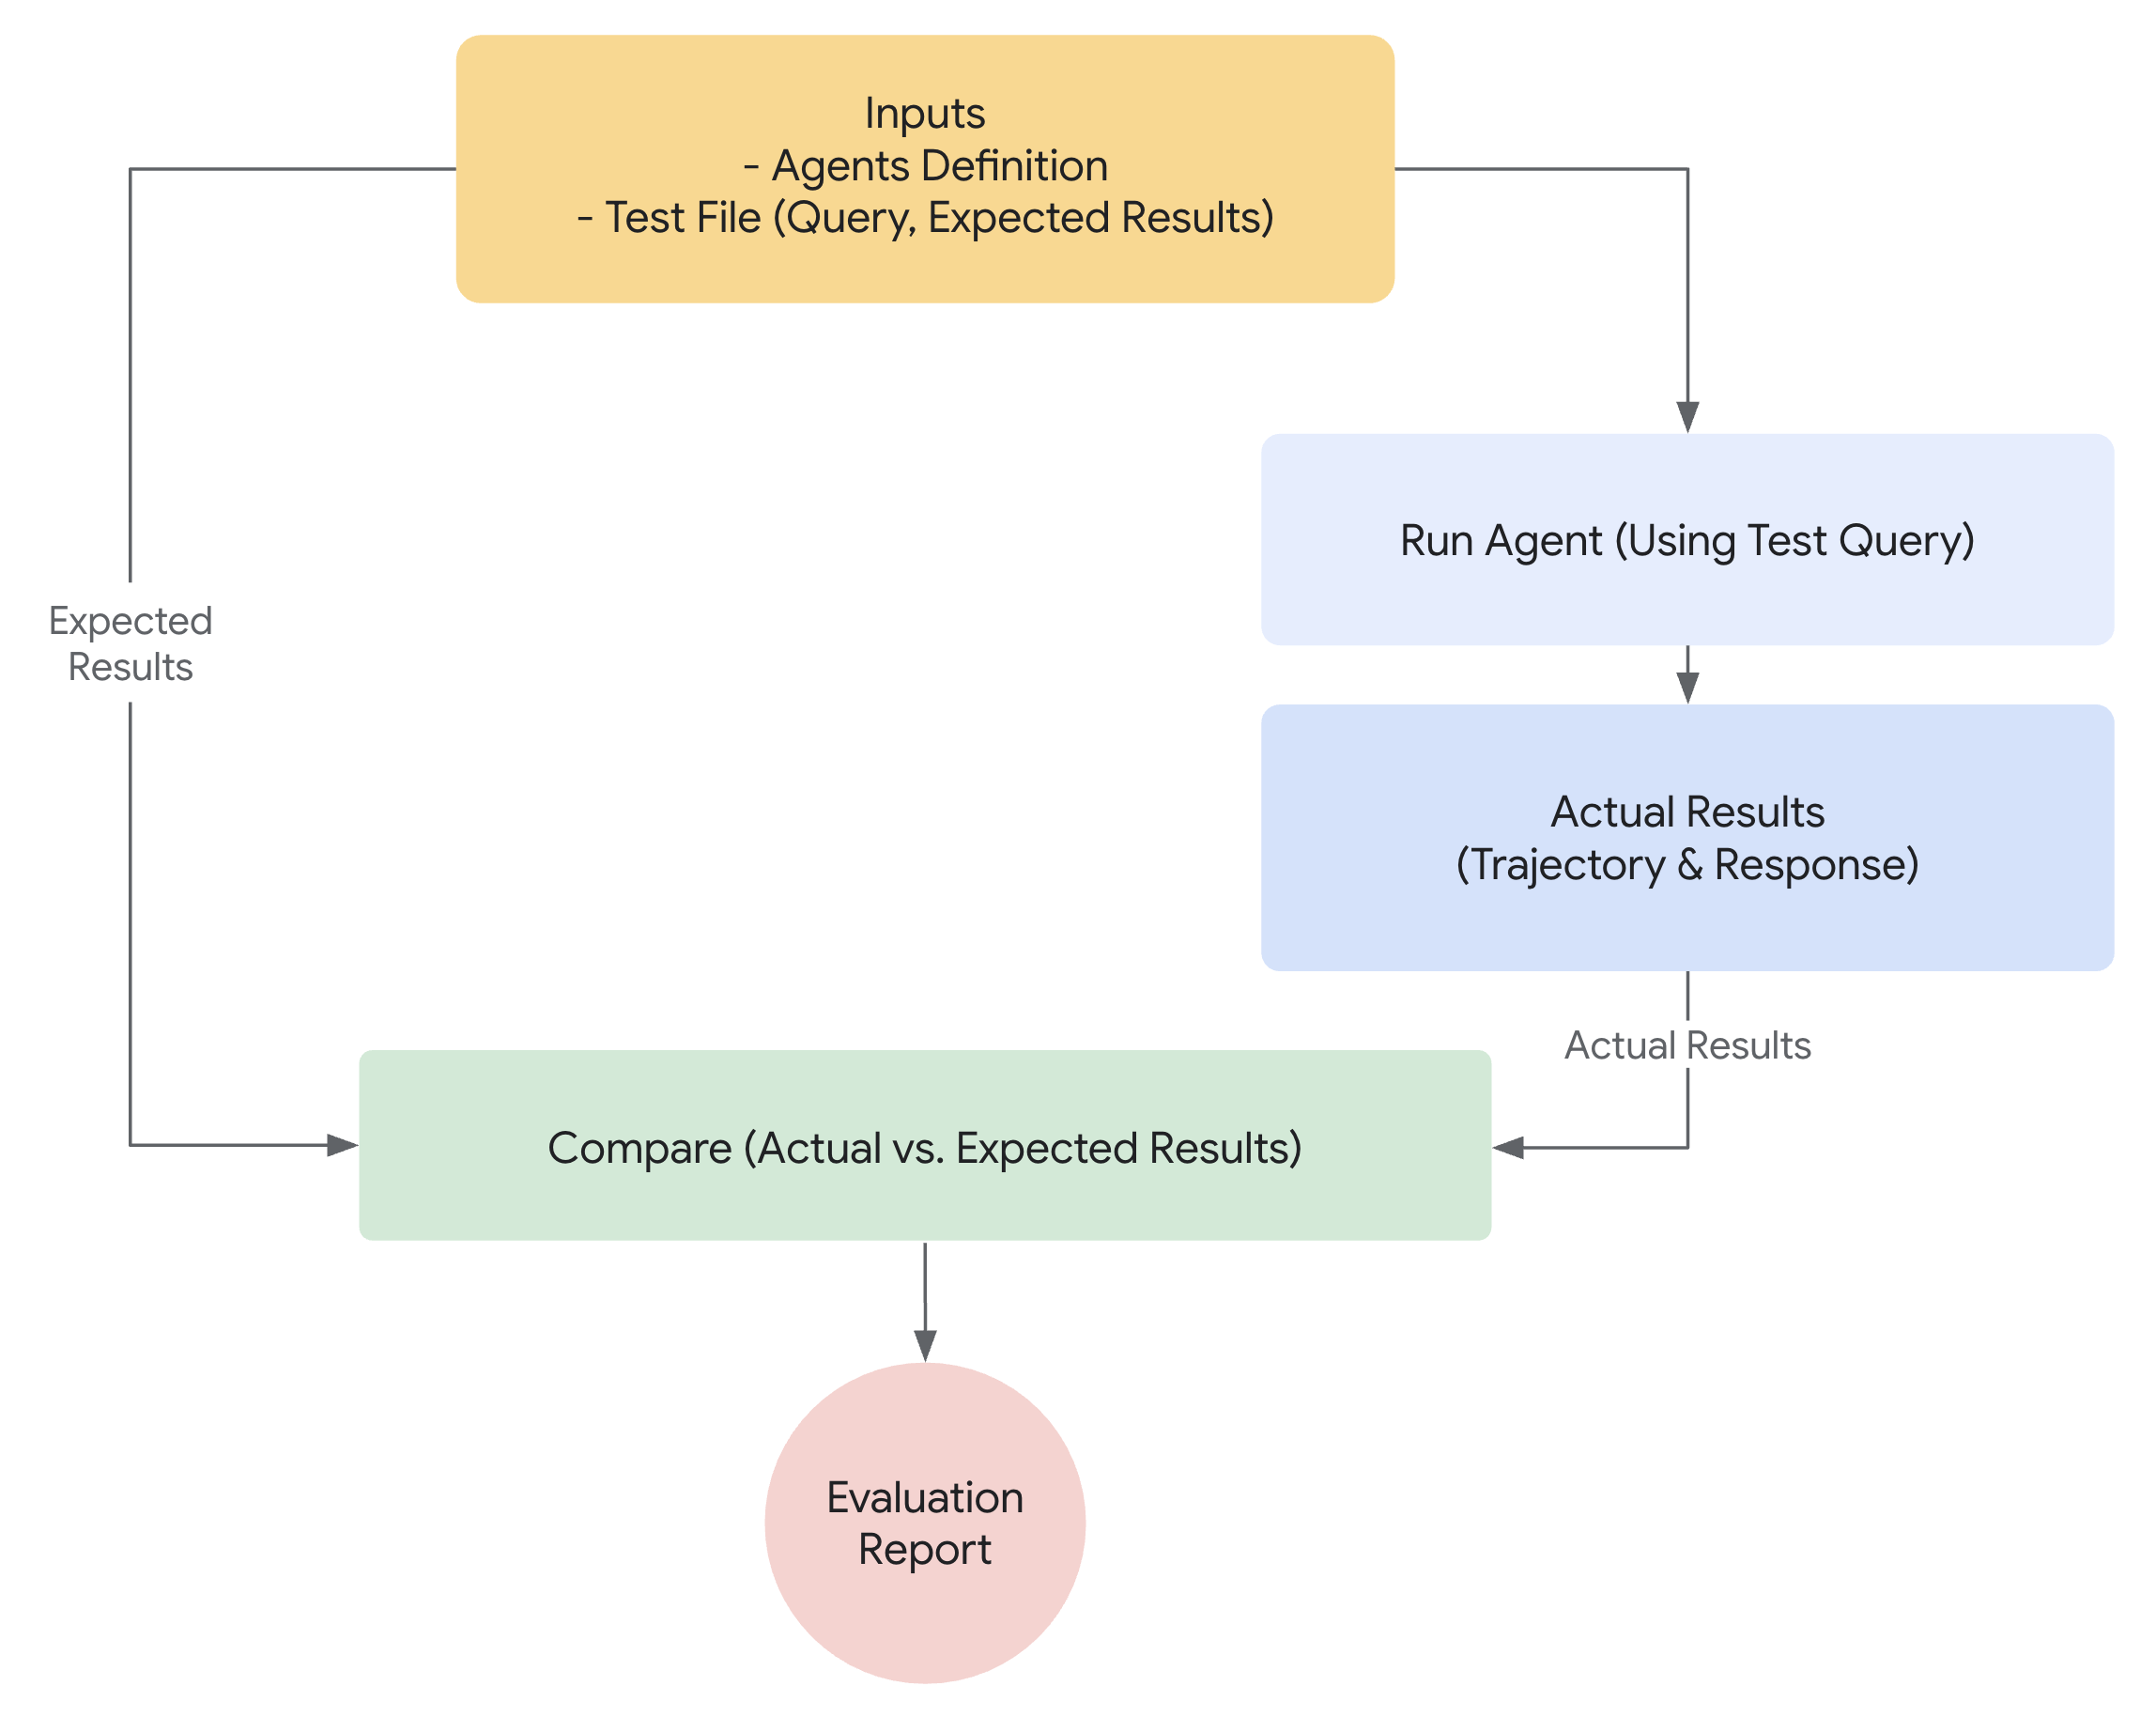 Inputs
- Agents Definition
- Test File (Query, Expected Results)
Run Agent (Using Test Query)
Expected
Results
Actual Results
(Trajectory & Response)
Actual Results
Compare (Actual vs. Expected Results)
Evaluation
Report